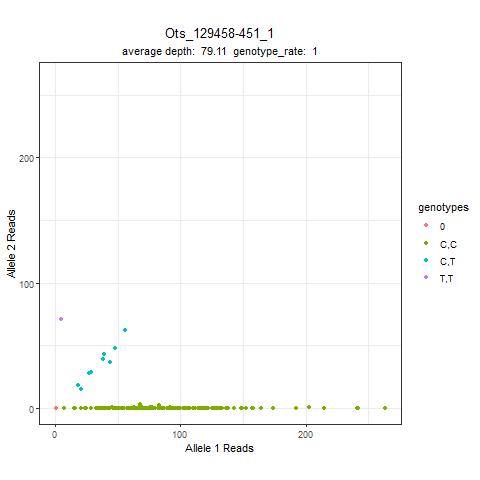 Ots_129458-451_1
average depth: 79.11 genotype_rate: 1
Allele 2 Reads
200
100
0
0
100
200
Allele 1 Reads
genotypes
0
C,C
C,T
T,T